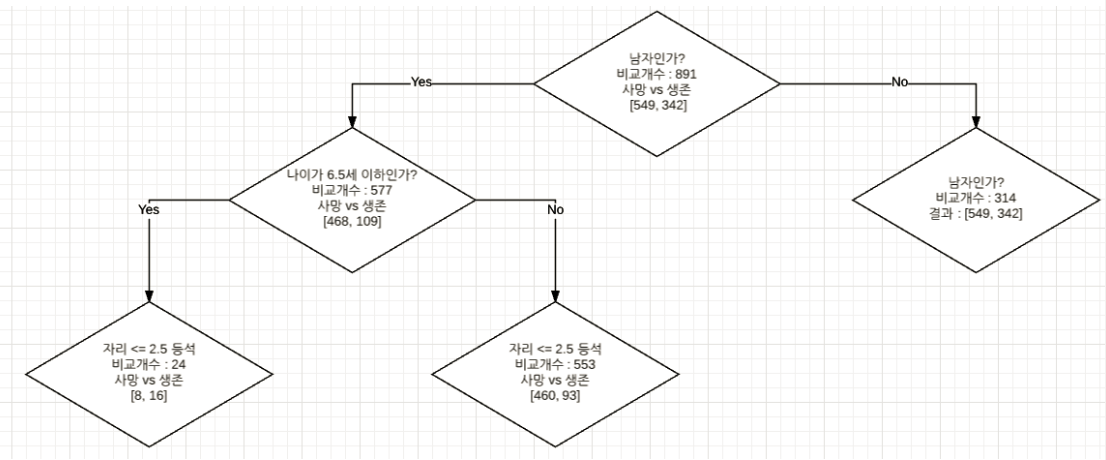 남자인가?
비교개수 : 891
사망 vs 생존
[549, 342]
Yes
No
나이가 6.5세 이하인가?
비교개수 : 577
사망 vs 생존
[468, 109]
남자인가?
비교개수 : 314
결과 : [549, 342]
Yes
No
자리 <= 2.5 등석
비교개수 : 24
사망 vs 생존
[8, 16]
자리 <= 2.5 등석
비교개수 : 553
사망 vs 생존
[460, 93]